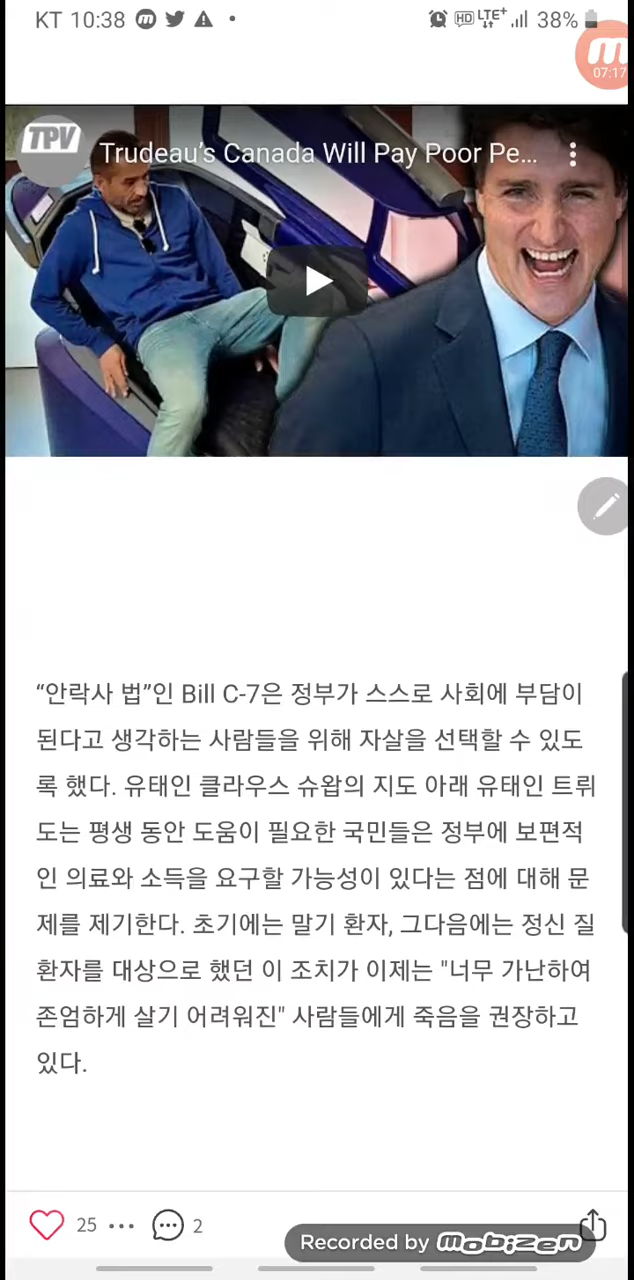 KT 10:38
HD LTE+ 38%
m
07:17
TPV
Trudeau's Canada Will Pay Poor Pe...
“안락사 법”인 Bill C-7은 정부가 스스로 사회에 부담이
된다고 생각하는 사람들을 위해 자살을 선택할 수 있도
록 했다. 유태인 클라우스 슈왑의 지도 아래 유태인 트뤼
도는 평생 동안 도움이 필요한 국민들은 정부에 보편적
인 의료와 소득을 요구할 가능성이 있다는 점에 대해 문
제를 제기한다. 초기에는 말기 환자, 그다음에는 정신 질
환자를 대상으로 했던 이 조치가 이제는 "너무 가난하여
존엄하게 살기 어려워진" 사람들에게 죽음을 권장하고
있다.
25 2
Recorded by mobizen